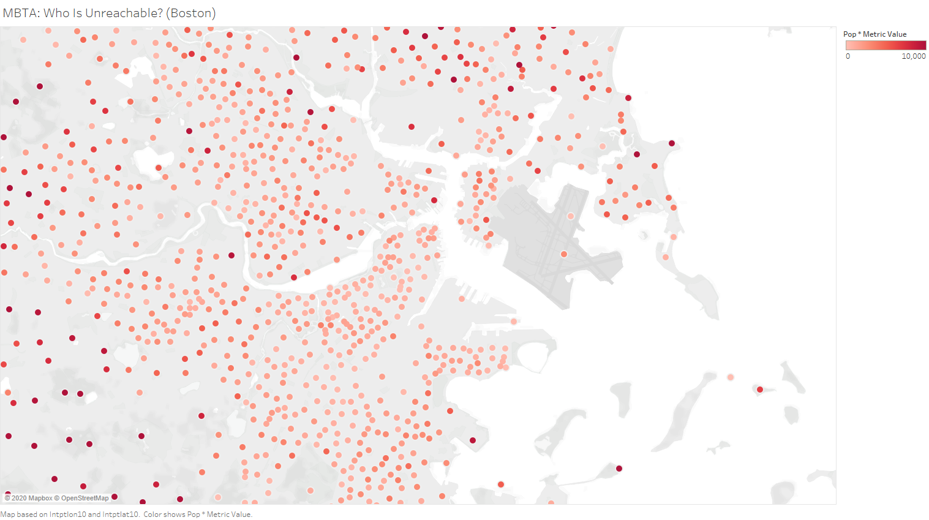 MBTA: Who Is Unreachable? (Boston)
Pop * Metric Value
0 10,000
© 2020 Mapbox © OpenStreetMap
Map based on Intptlon10 and Intptlat10. Color shows Pop * Metric Value.